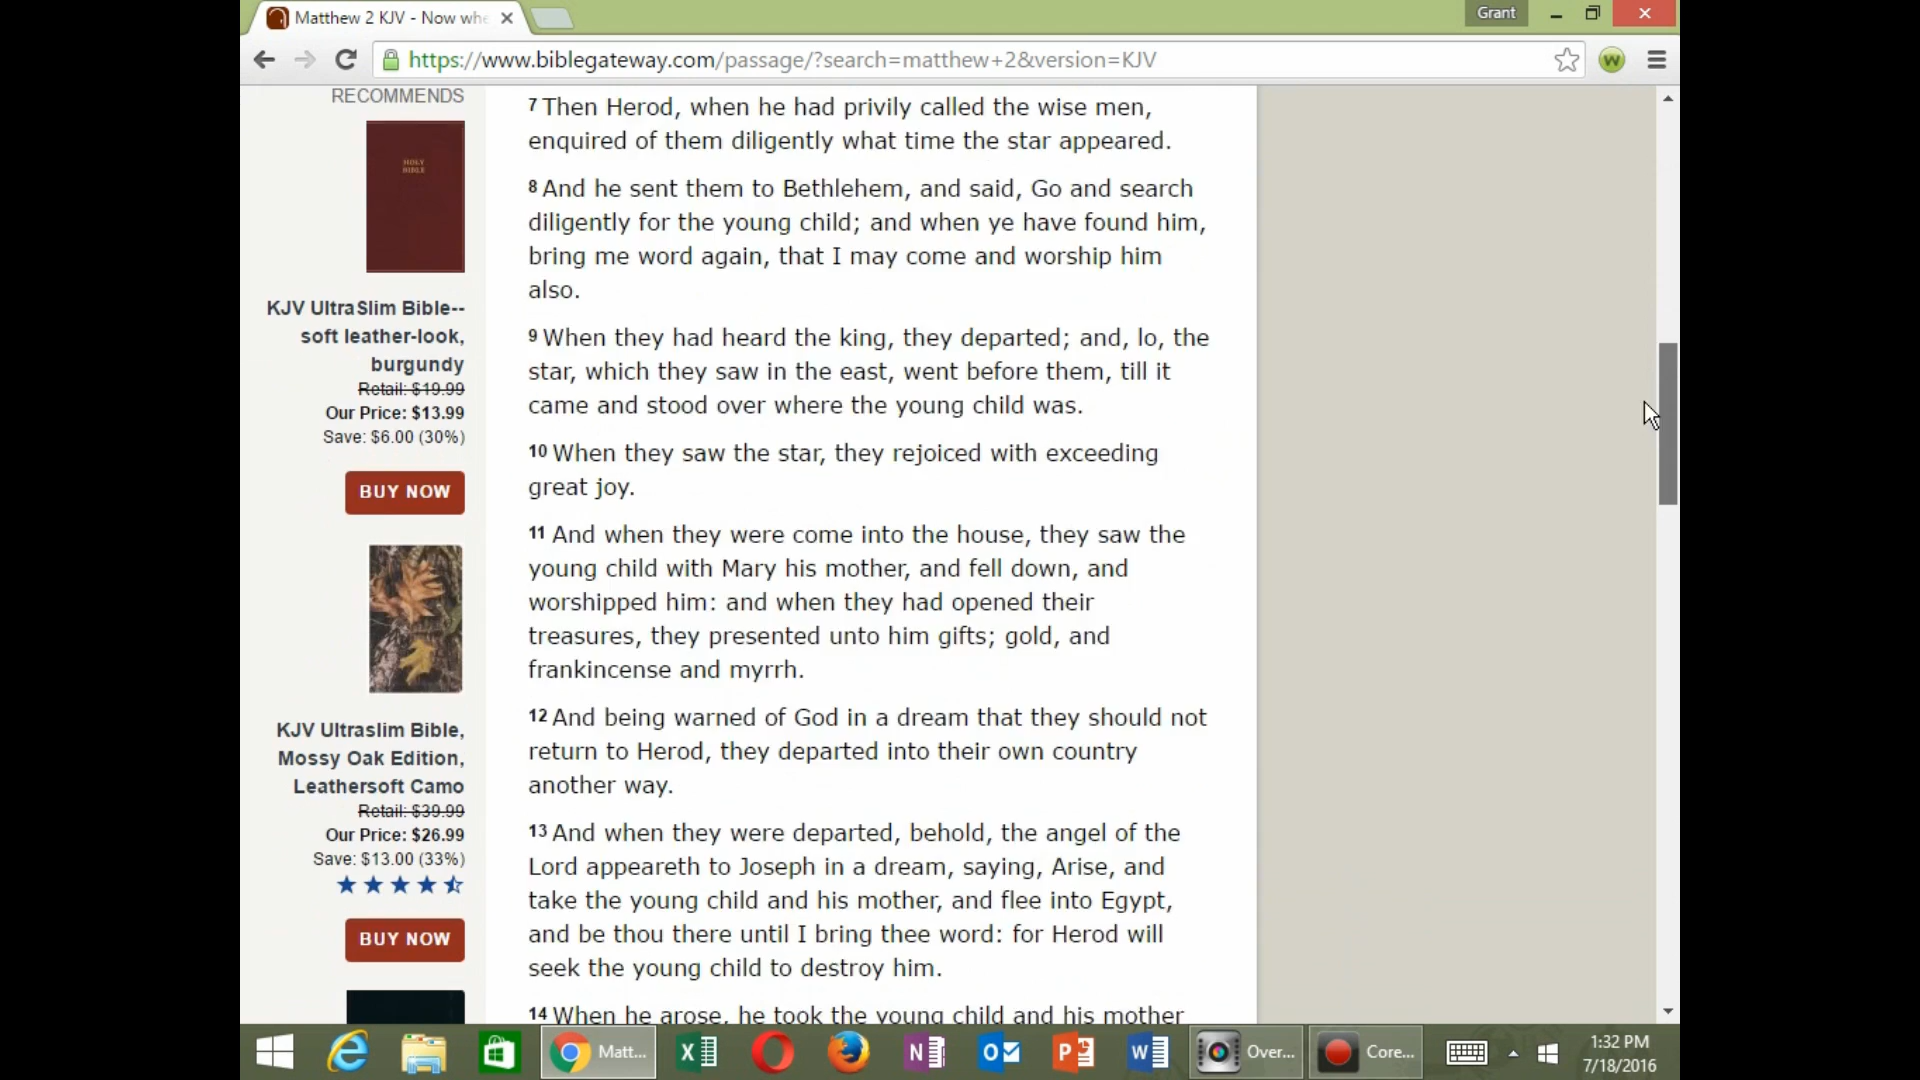 Matthew 2 KJV - Now whe
Grant
https://www.biblegateway.com/passage/?search=matthew+2&version=KJV
W
RECOMMENDS
HOLY
BIBLE
KJV UltraSlim Bible--
soft leather-look,
burgundy
Retail: $19.99
Our Price: $13.99
Save: $6.00 (30%)
BUY NOW
KJV Ultraslim Bible,
Mossy Oak Edition,
Leathersoft Camo
Retail: $39.99
Our Price: $26.99
Save: $13.00 (33%)
BUY NOW
7 Then Herod, when he had privily called the wise men,
enquired of them diligently what time the star appeared.
8 And he sent them to Bethlehem, and said, Go and search
diligently for the young child; and when ye have found him,
bring me word again, that I may come and worship him
also.
9 When they had heard the king, they departed; and, lo, the
star, which they saw in the east, went before them, till it
came and stood over where the young child was.
10 When they saw the star, they rejoiced with exceeding
great joy.
11 And when they were come into the house, they saw the
young child with Mary his mother, and fell down, and
worshipped him: and when they had opened their
treasures, they presented unto him gifts; gold, and
frankincense and myrrh.
12 And being warned of God in a dream that they should not
return to Herod, they departed into their own country
another way.
13 And when they were departed, behold, the angel of the
Lord appeareth to Joseph in a dream, saying, Arise, and
take the young child and his mother, and flee into Egypt,
and be thou there until I bring thee word: for Herod will
seek the young child to destroy him.
14 When he arose, he took the young child and his mother
Matt...
Over...
Core...
1:32 PM
7/18/2016